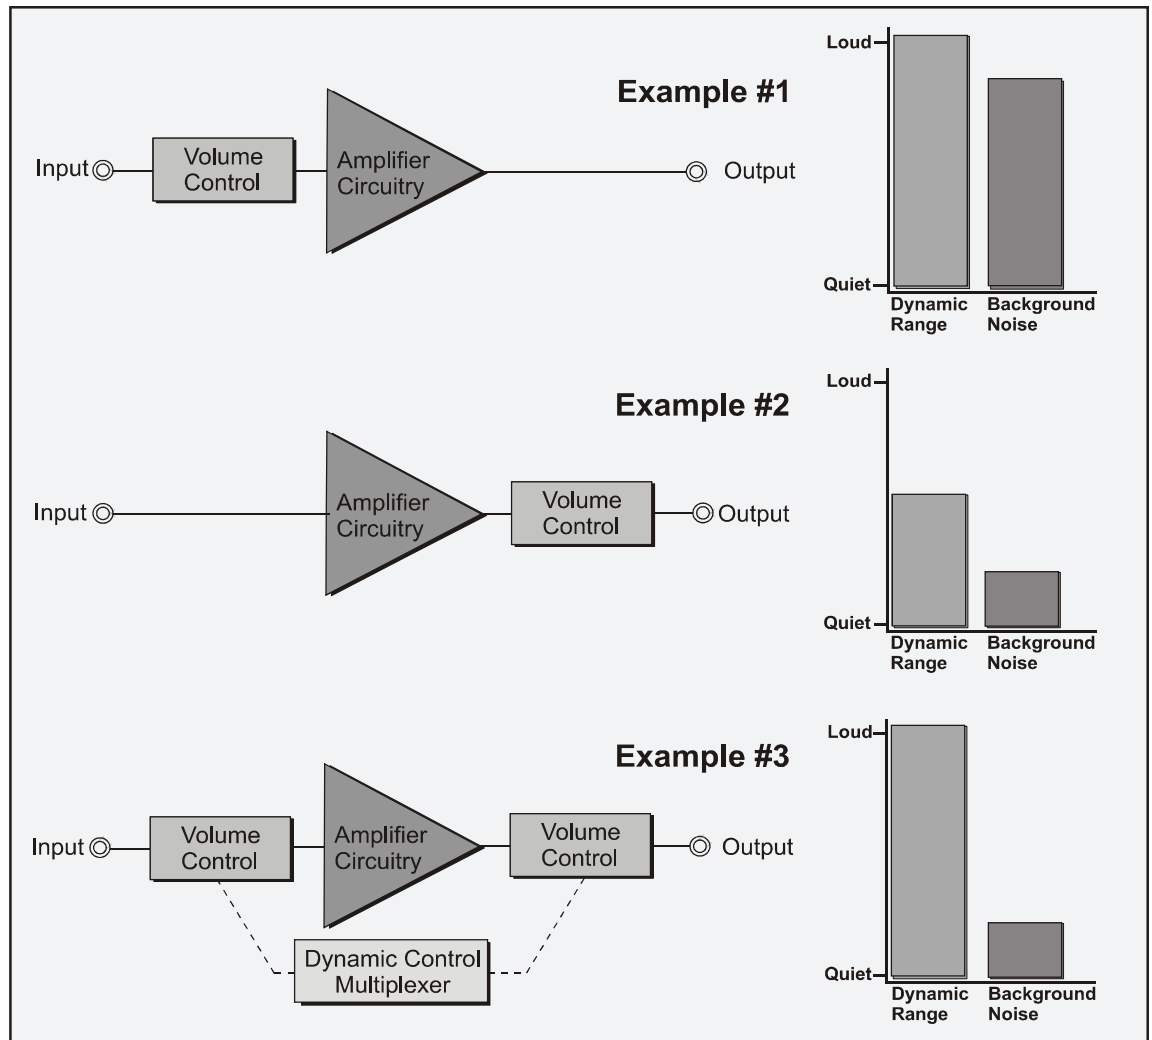 Example #1
Input
Volume
Control
Amplifier
Circuitry
Output
Loud
Quiet
Dynamic
Range
Background
Noise
Example #2
Input
Amplifier
Circuitry
Volume
Control
Output
Loud
Quiet
Dynamic
Range
Background
Noise
Example #3
Input
Volume
Control
Amplifier
Circuitry
Volume
Control
Output
Dynamic Control
Multiplexer
Loud
Quiet
Dynamic
Range
Background
Noise